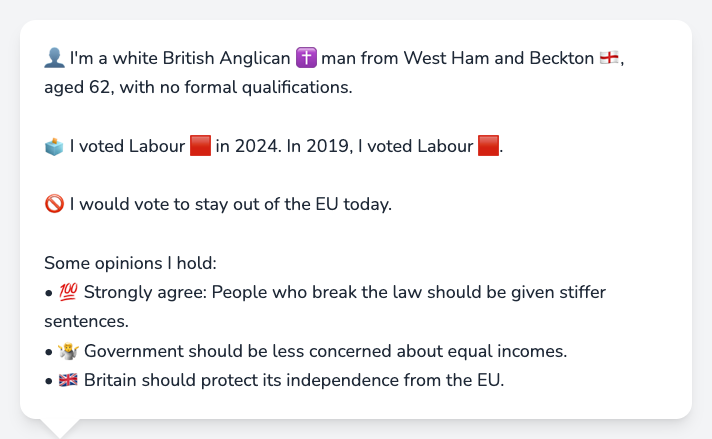 👤 I'm a white British Anglican ✝️ man from West Ham and Beckton 🏴󠁧󠁢󠁥󠁮󠁧󠁿,
aged 62, with no formal qualifications.
🗳️ I voted Labour 🟥 in 2024. In 2019, I voted Labour 🟥.
🚫 I would vote to stay out of the EU today.
Some opinions I hold:
• 💯 Strongly agree: People who break the law should be given stiffer
sentences.
• 🤷 Government should be less concerned about equal incomes.
• 🇬🇧 Britain should protect its independence from the EU.